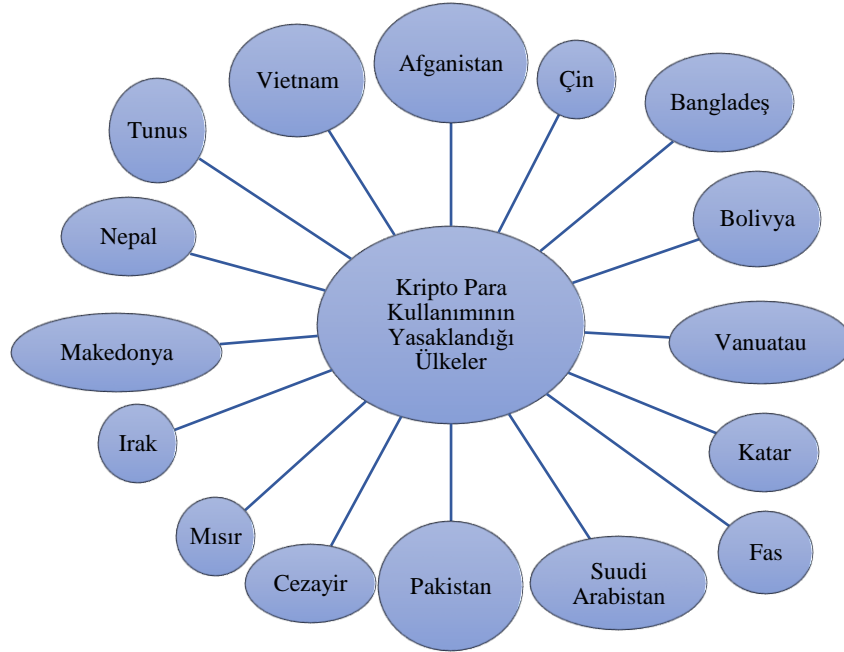 Afganistan
Çin
Vietnam
Bangladeş
Tunus
Bolivya
Nepal
Kripto Para
Kullanımının
Yasaklandığı
Ülkeler
Makedonya
Vanuatau
Irak
Katar
Mısır
Fas
Cezayir
Pakistan
Suudi
Arabistan